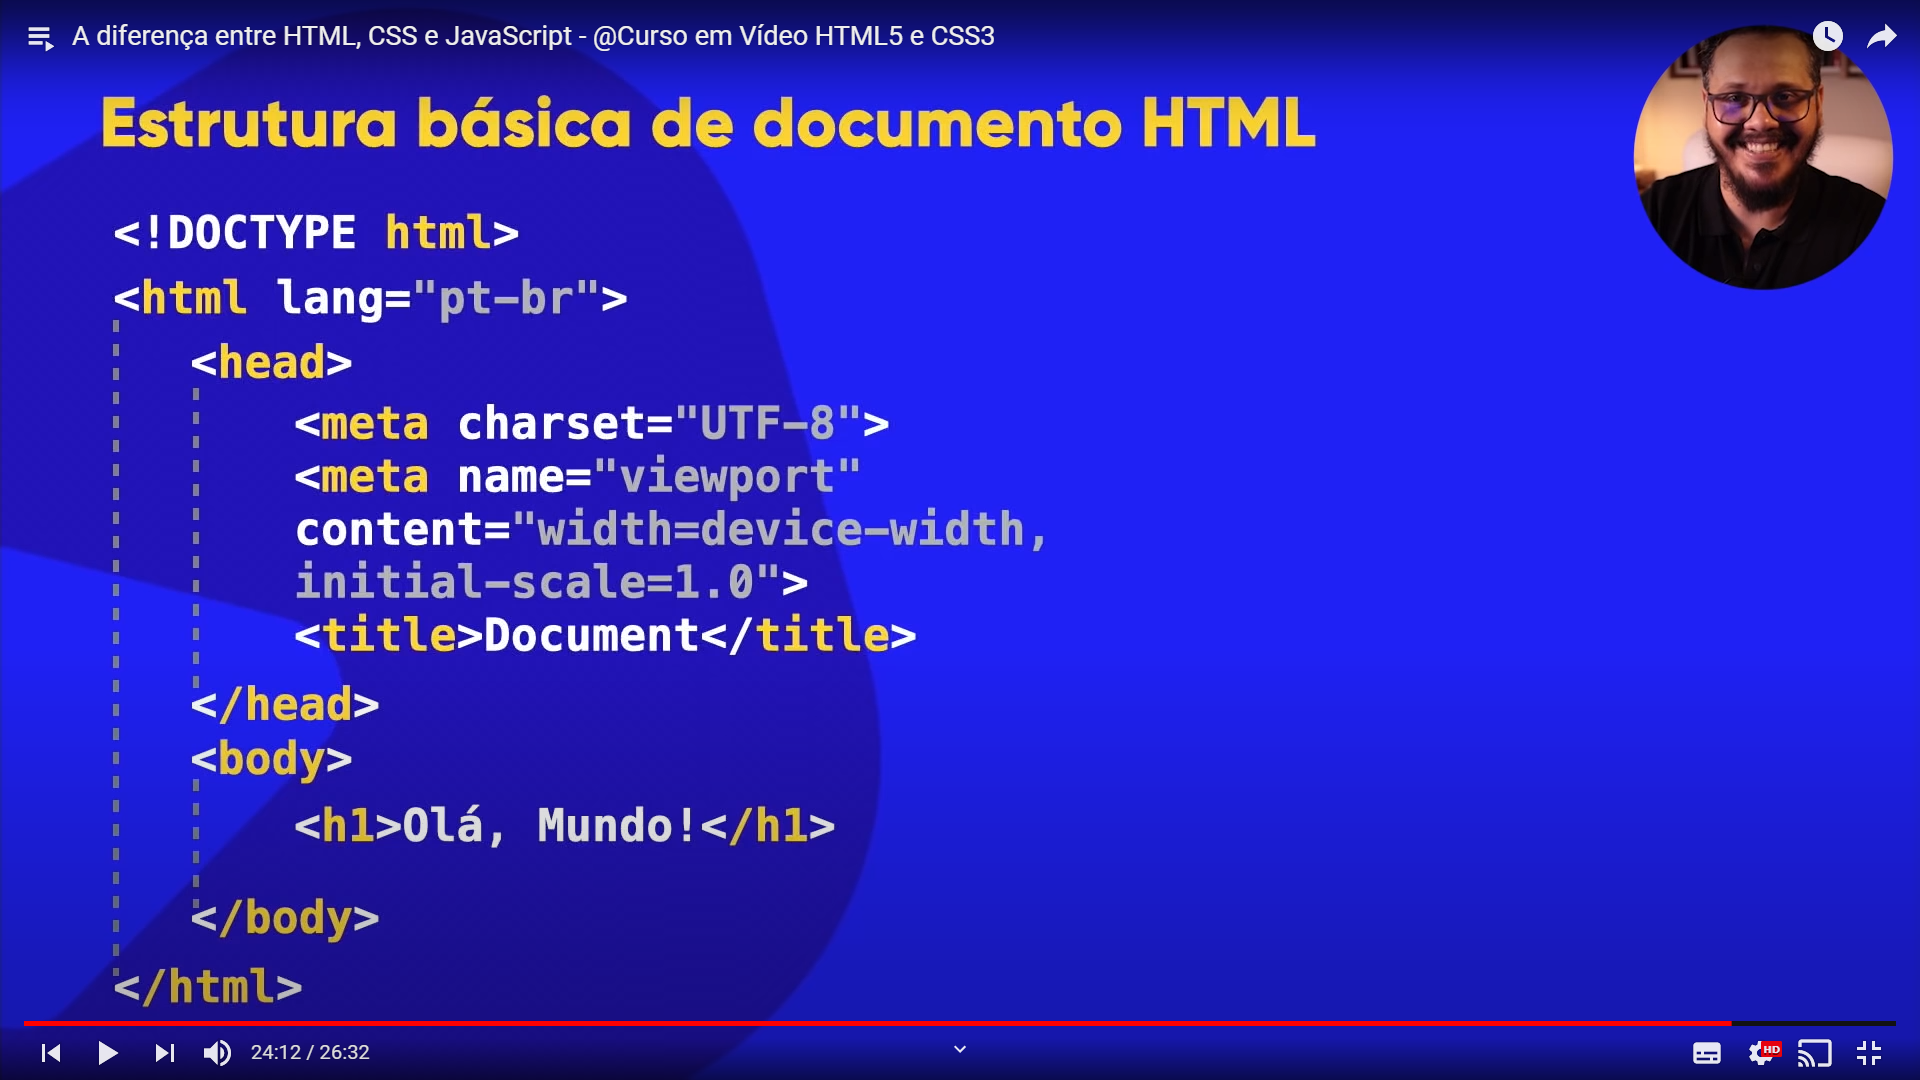 A diferença entre HTML, CSS e JavaScript - @Curso em Vídeo HTML5 e CSS3
Estrutura básica de documento HTML
<!DOCTYPE html>
<html lang="pt-br">
<head>
<meta charset="UTF-8">
<meta name="viewport"
content="width=device-width,
initial-scale=1.0">
<title>Document</title>
</head>
<body>
<h1>Olá, Mundo!</h1>
</body>
</html>
24:12 / 26:32
HD